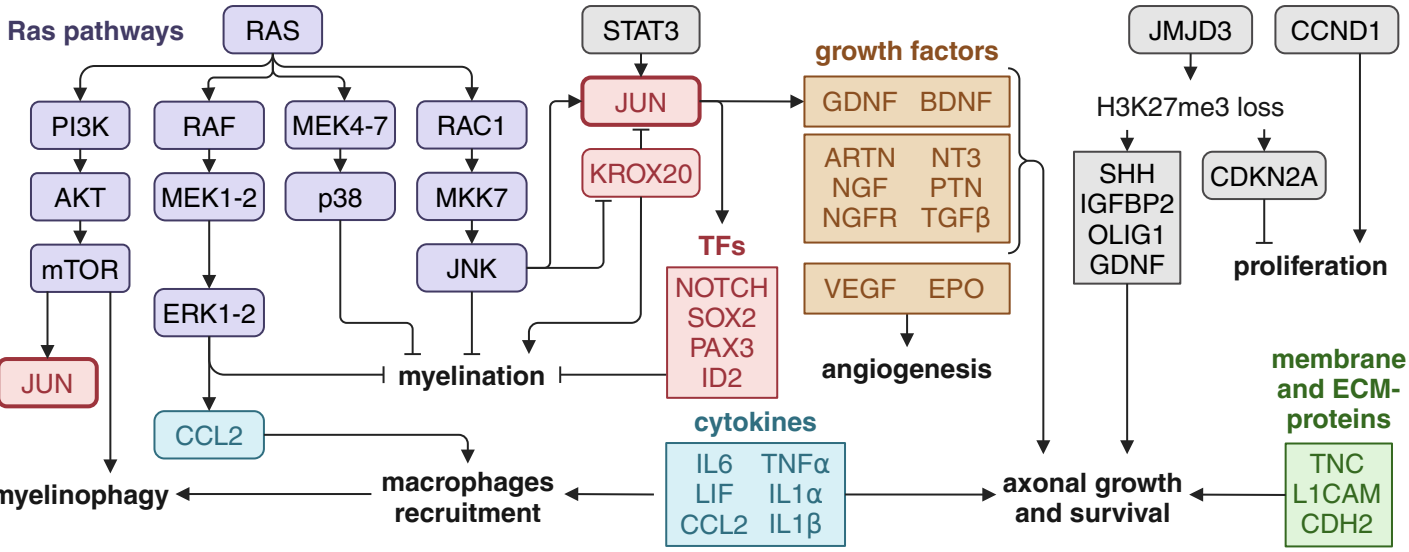 Ras pathways
RAS
STAT3
JMJD3
CCND1
growth factors
PI3K
RAF
MEK4-7
RAC1
JUN
GDNF BDNF
H3K27me3 loss
AKT
MEK1-2
p38
MKK7
KROX20
ARTN NT3
NGF PTN
NGFR TGFβ
SHH
IGFBP2
OLIG1
GDNF
CDKN2A
mTOR
JNK
TFs
proliferation
ERK1-2
NOTCH
SOX2
PAX3
ID2
VEGF EPO
JUN
myelination
angiogenesis
membrane
and ECM-
proteins
CCL2
cytokines
IL6 TNFα
LIF IL1α
CCL2 IL1β
TNC
L1CAM
CDH2
myelinophagy
macrophages
recruitment
axonal growth
and survival